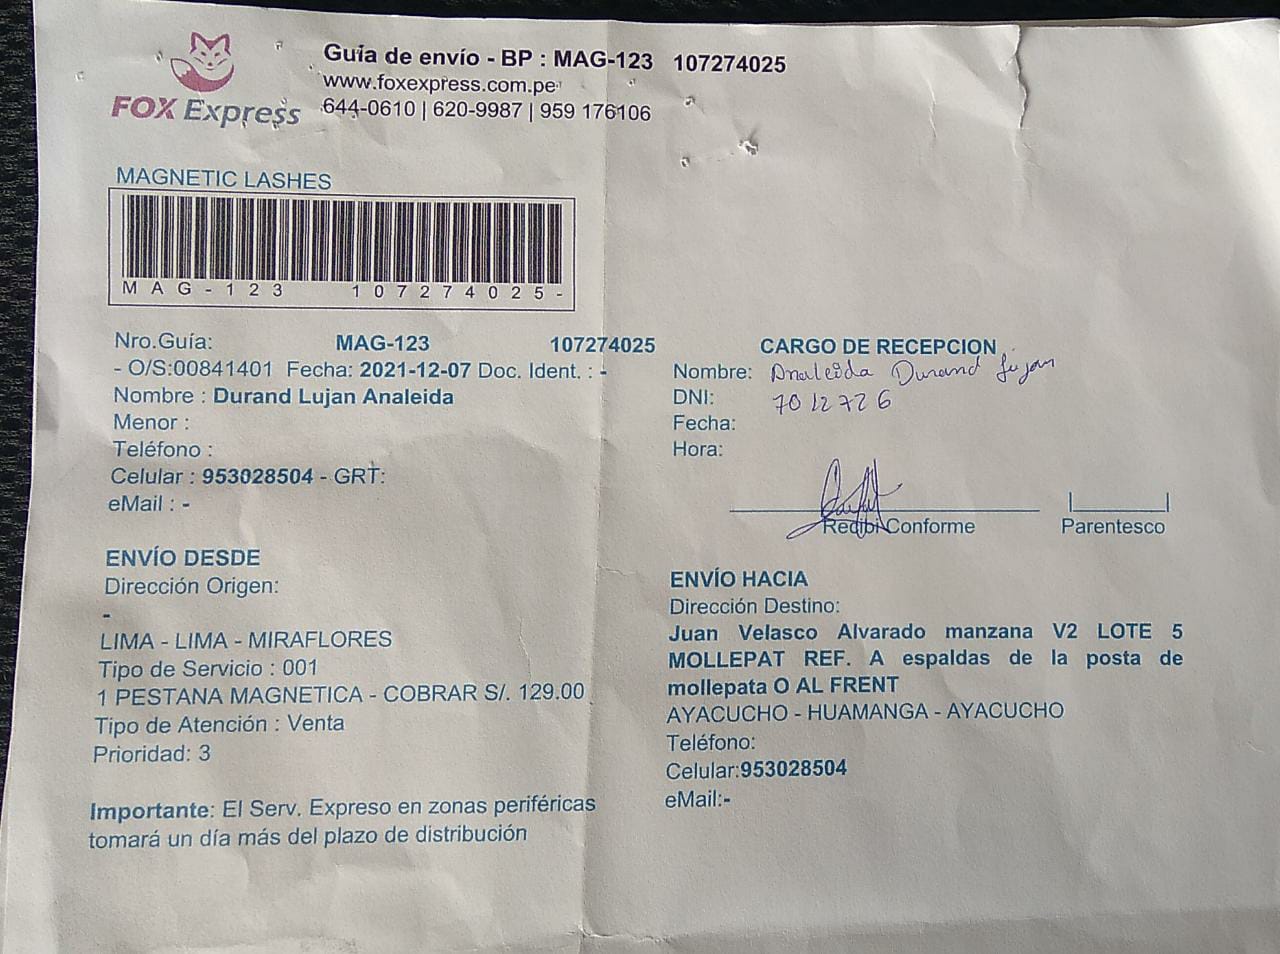 Guía de envío - BP : MAG-123 107274025
www.foxexpress.com.pe
FOX Express
644-0610 | 620-9987 | 959 176106
MAGNETIC LASHES
MAG-123 107274025-
Nro.Guía: MAG-123 107274025
- O/S:00841401 Fecha: 2021-12-07 Doc. Ident. : -
Nombre : Durand Lujan Analeida
Menor :
Teléfono :
Celular : 953028504 - GRT:
eMail : -
CARGO DE RECEPCION
Nombre: Analeida Durand Lujan
DNI: 7012726
Fecha:
Hora:
Recibi Conforme
Parentesco
ENVÍO DESDE
Dirección Origen:
-
LIMA - LIMA - MIRAFLORES
Tipo de Servicio : 001
1 PESTANA MAGNETICA - COBRAR S/. 129.00
Tipo de Atención : Venta
Prioridad: 3
Importante: El Serv. Expreso en zonas periféricas
tomará un día más del plazo de distribución
ENVÍO HACIA
Dirección Destino:
Juan Velasco Alvarado manzana V2 LOTE 5
MOLLEPAT REF. A espaldas de la posta de
mollepata O AL FRENT
AYACUCHO - HUAMANGA - AYACUCHO
Teléfono:
Celular:953028504
eMail:-